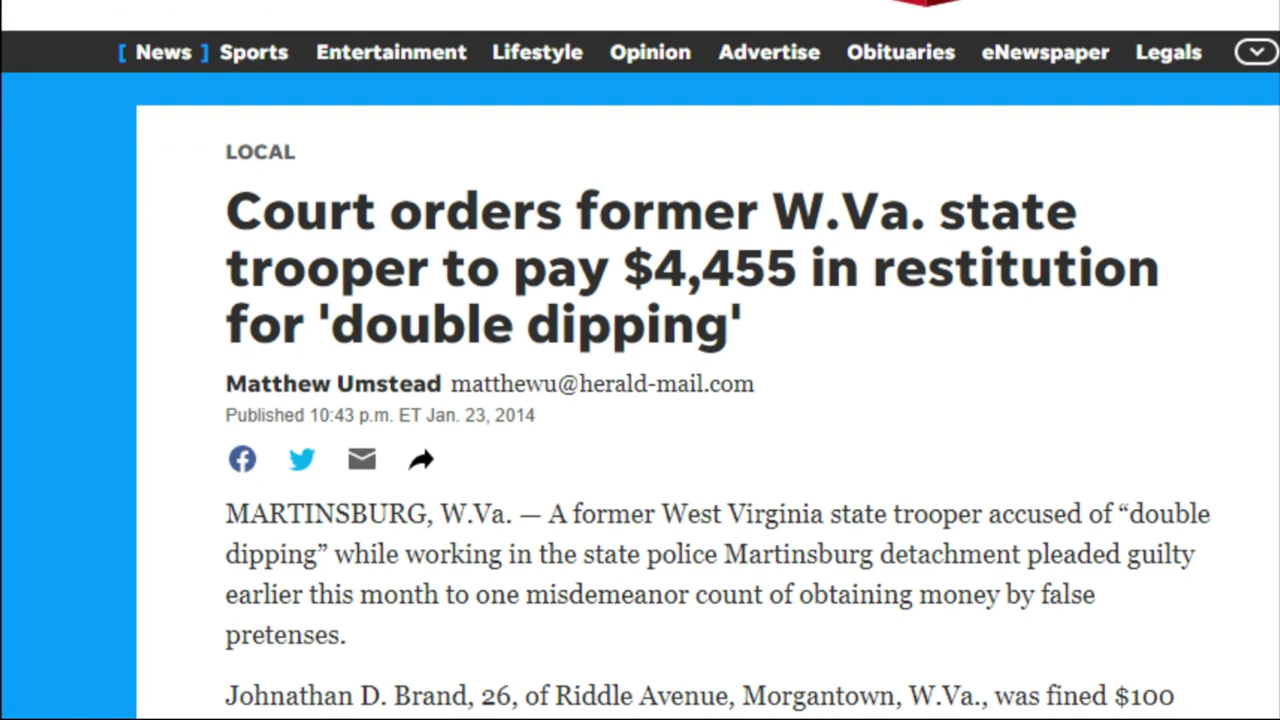 [ News ] Sports Entertainment Lifestyle Opinion Advertise Obituaries eNewspaper Legals
LOCAL
Court orders former W.Va. state
trooper to pay $4,455 in restitution
for 'double dipping'
Matthew Umstead matthewu@herald-mail.com
Published 10:43 p.m. ET Jan. 23, 2014
MARTINSBURG, W.Va. — A former West Virginia state trooper accused of “double
dipping” while working in the state police Martinsburg detachment pleaded guilty
earlier this month to one misdemeanor count of obtaining money by false
pretenses.
Johnathan D. Brand, 26, of Riddle Avenue, Morgantown, W.Va., was fined $100